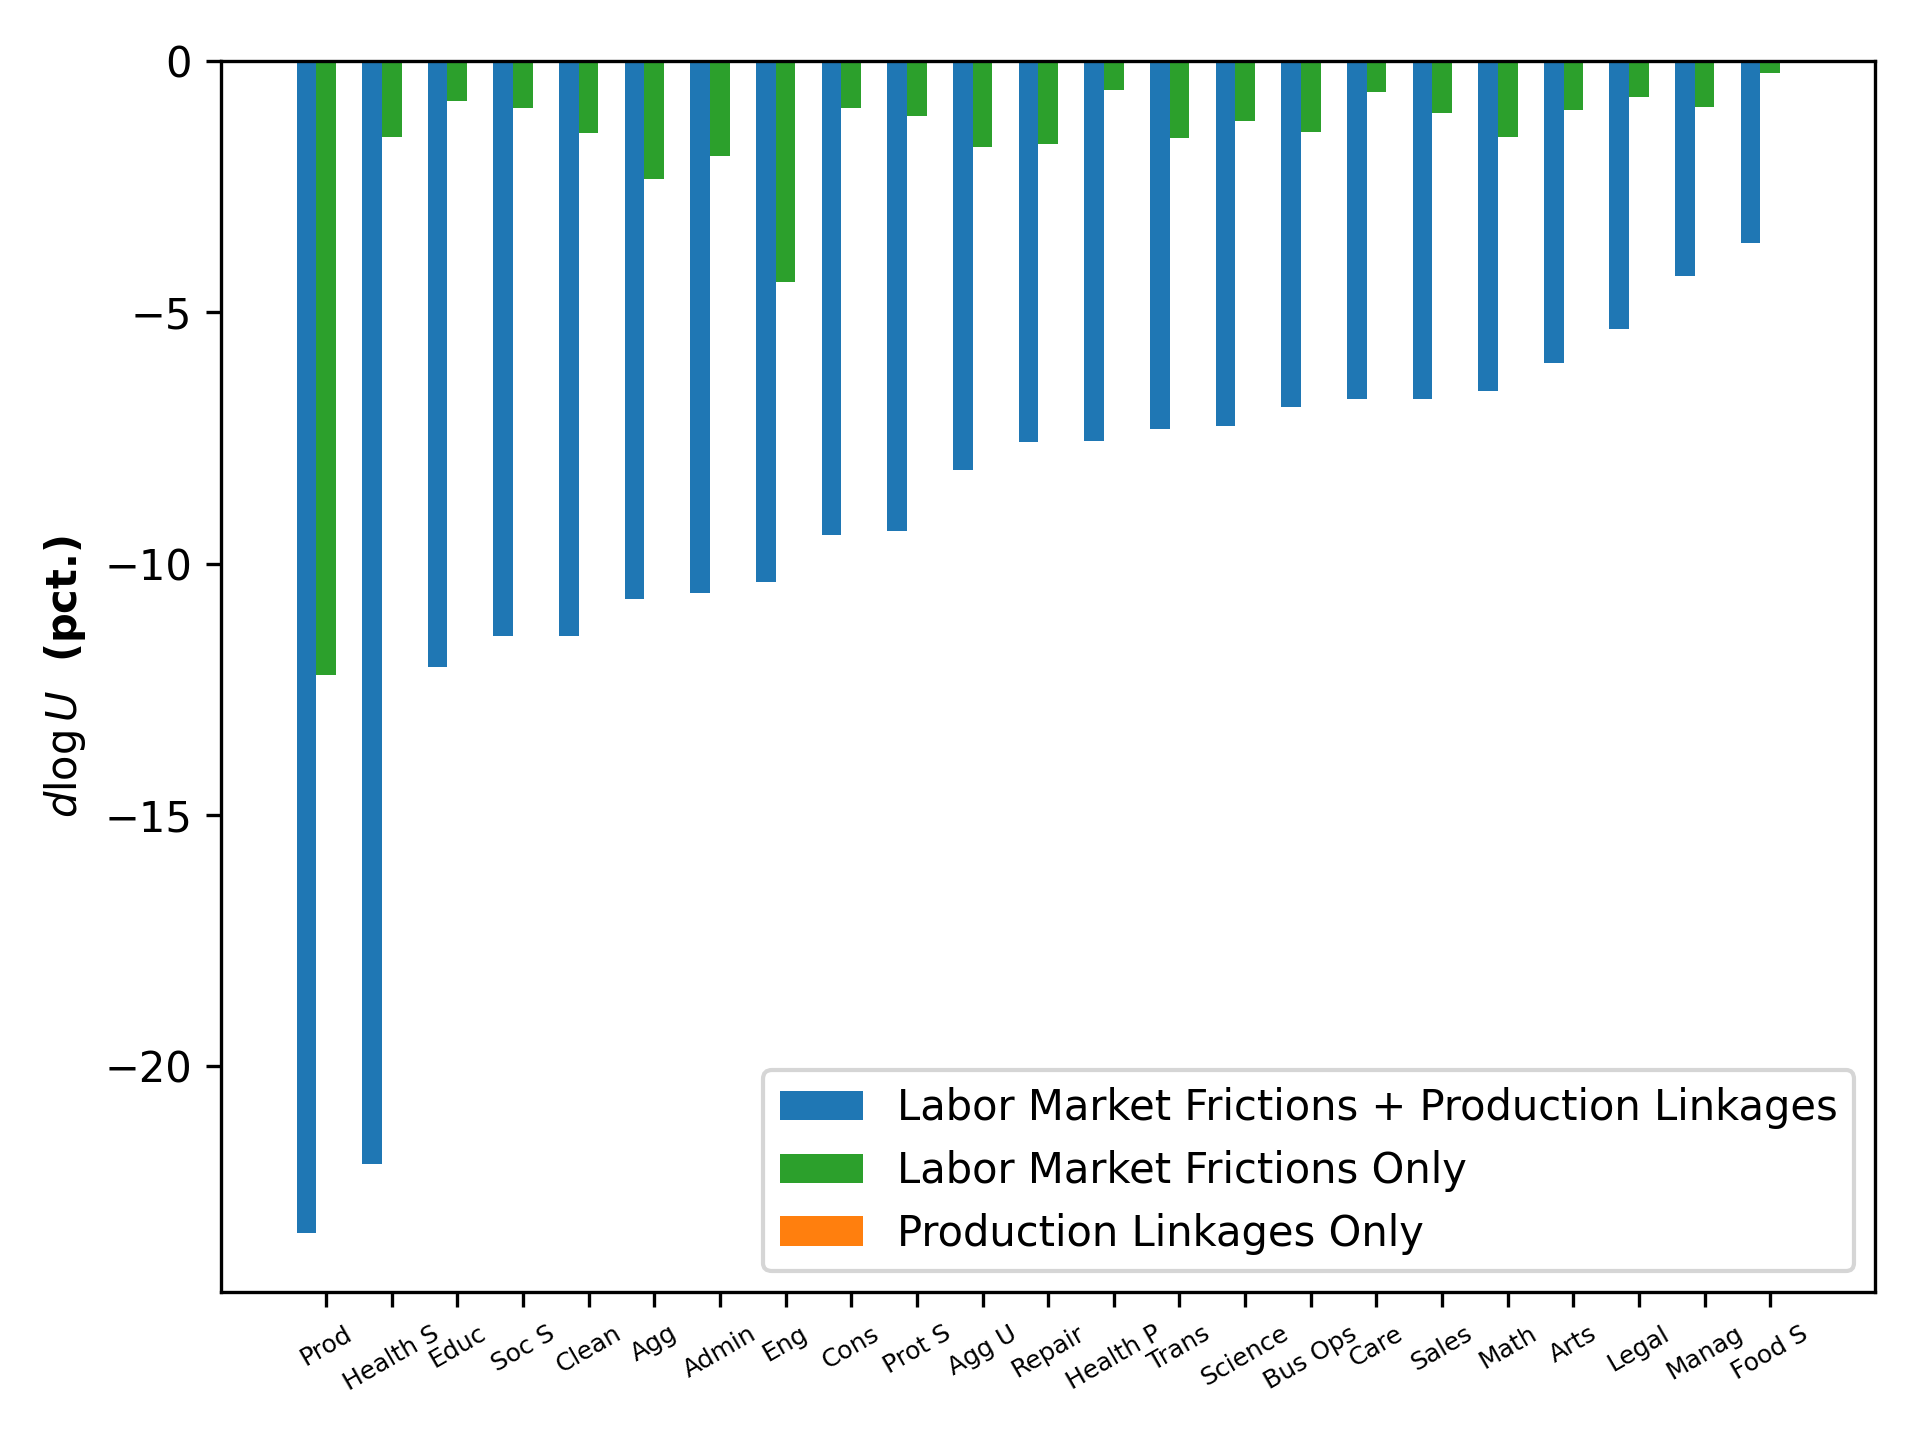 0
−5
−10
−15
−20
d log U (pct.)
Labor Market Frictions + Production Linkages
Labor Market Frictions Only
Production Linkages Only
Prod
Health S
Educ
Soc S
Clean
Agg
Admin
Eng
Cons
Prot S
Agg U
Repair
Health P
Trans
Science
Bus Ops
Care
Sales
Math
Arts
Legal
Manag
Food S